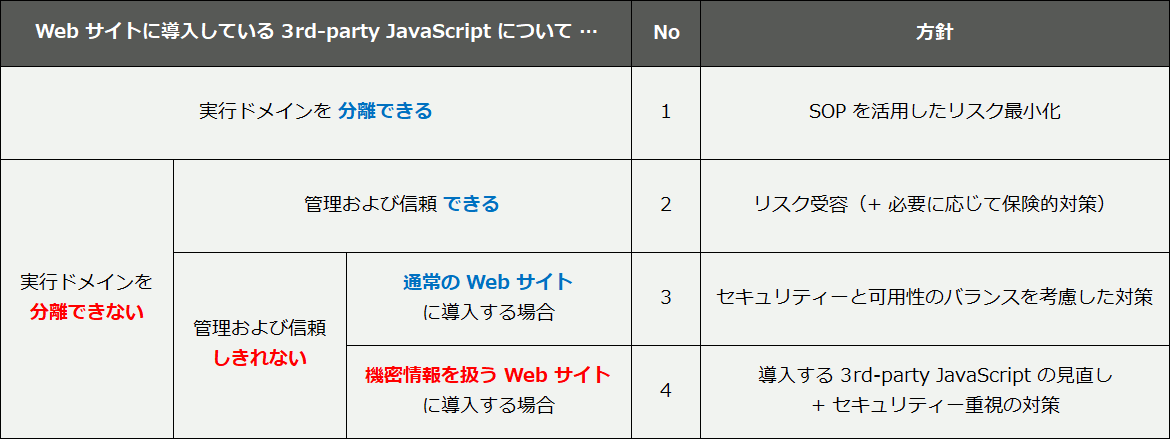 Web サイトに導入している 3rd-party JavaScript について …
No
方針
実行ドメインを 分離できる
1
SOP を活用したリスク最小化
実行ドメインを
分離できない
管理および信頼 できる
2
リスク受容（+ 必要に応じて保険的対策）
管理および信頼
しきれない
通常の Web サイト
に導入する場合
3
セキュリティーと可用性のバランスを考慮した対策
機密情報を扱う Web サイト
に導入する場合
4
導入する 3rd-party JavaScript の見直し
+ セキュリティー重視の対策